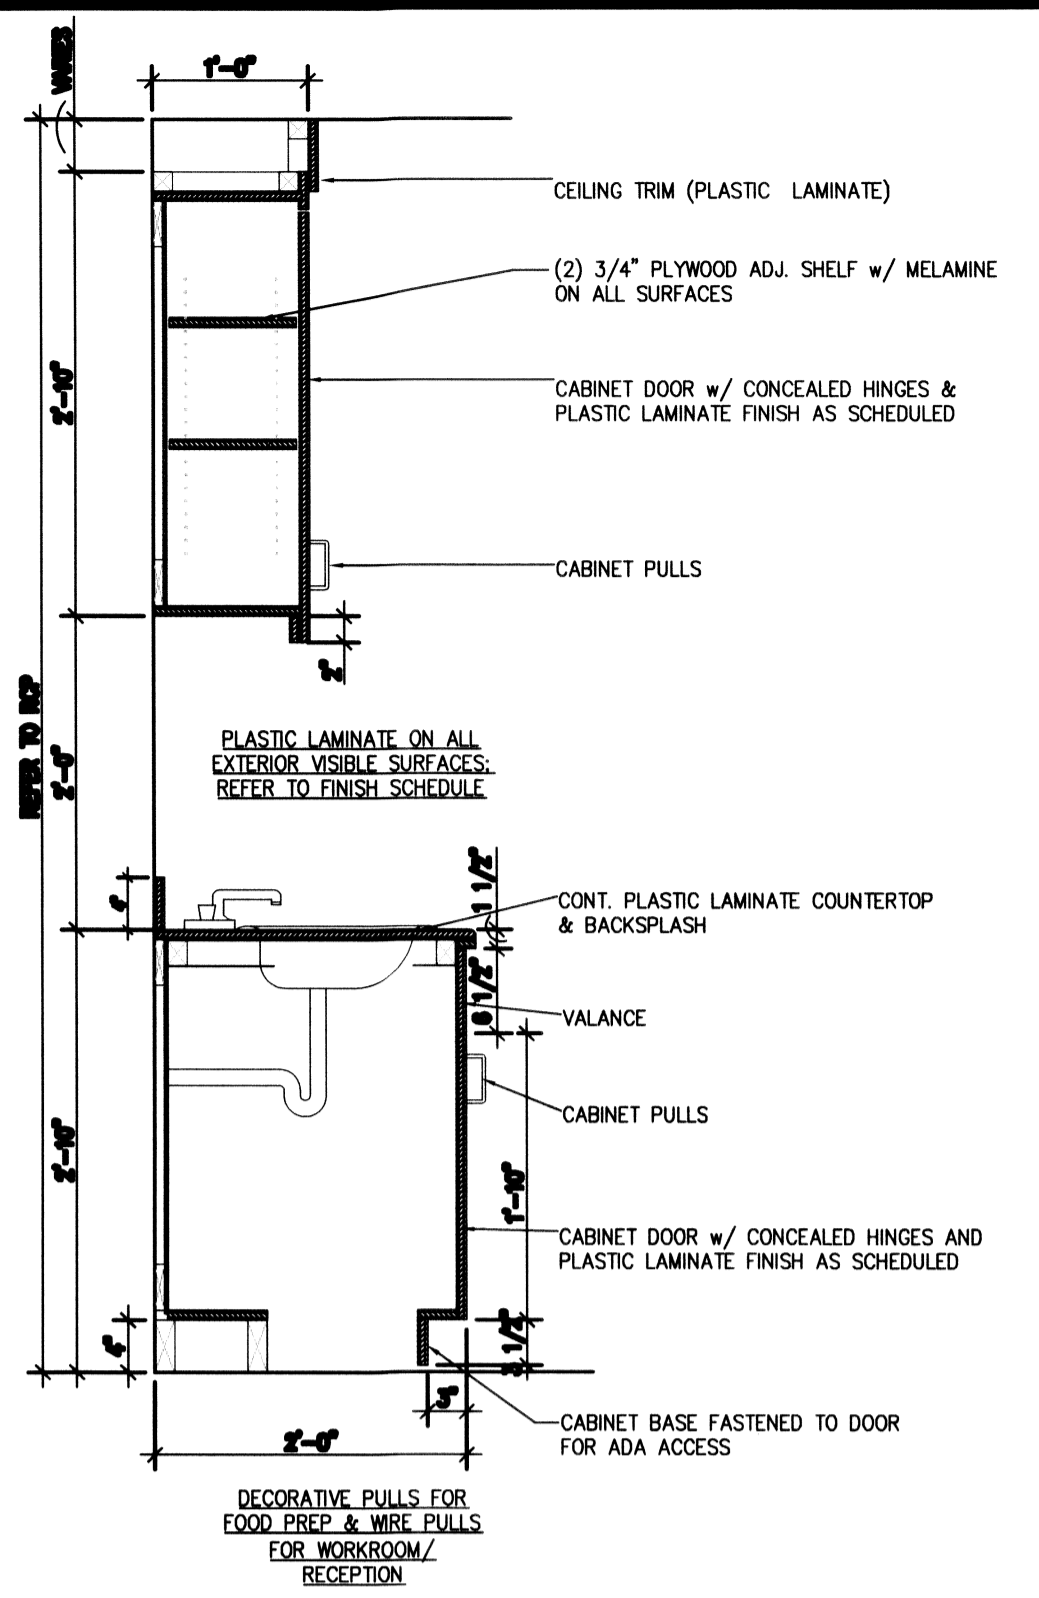 VARIES
1'-0"
CEILING TRIM (PLASTIC LAMINATE)
(2) 3/4" PLYWOOD ADJ. SHELF w/ MELAMINE
ON ALL SURFACES
2'-10"
CABINET DOOR w/ CONCEALED HINGES &
PLASTIC LAMINATE FINISH AS SCHEDULED
CABINET PULLS
2"
REFER TO RCP
2'-0"
PLASTIC LAMINATE ON ALL
EXTERIOR VISIBLE SURFACES;
REFER TO FINISH SCHEDULE
4"
1 1/2"
CONT. PLASTIC LAMINATE COUNTERTOP
& BACKSPLASH
6 1/2"
VALANCE
CABINET PULLS
2'-10"
1'-10"
CABINET DOOR w/ CONCEALED HINGES AND
PLASTIC LAMINATE FINISH AS SCHEDULED
4"
1/2"
3"
CABINET BASE FASTENED TO DOOR
FOR ADA ACCESS
2'-0"
DECORATIVE PULLS FOR
FOOD PREP & WIRE PULLS
FOR WORKROOM/
RECEPTION